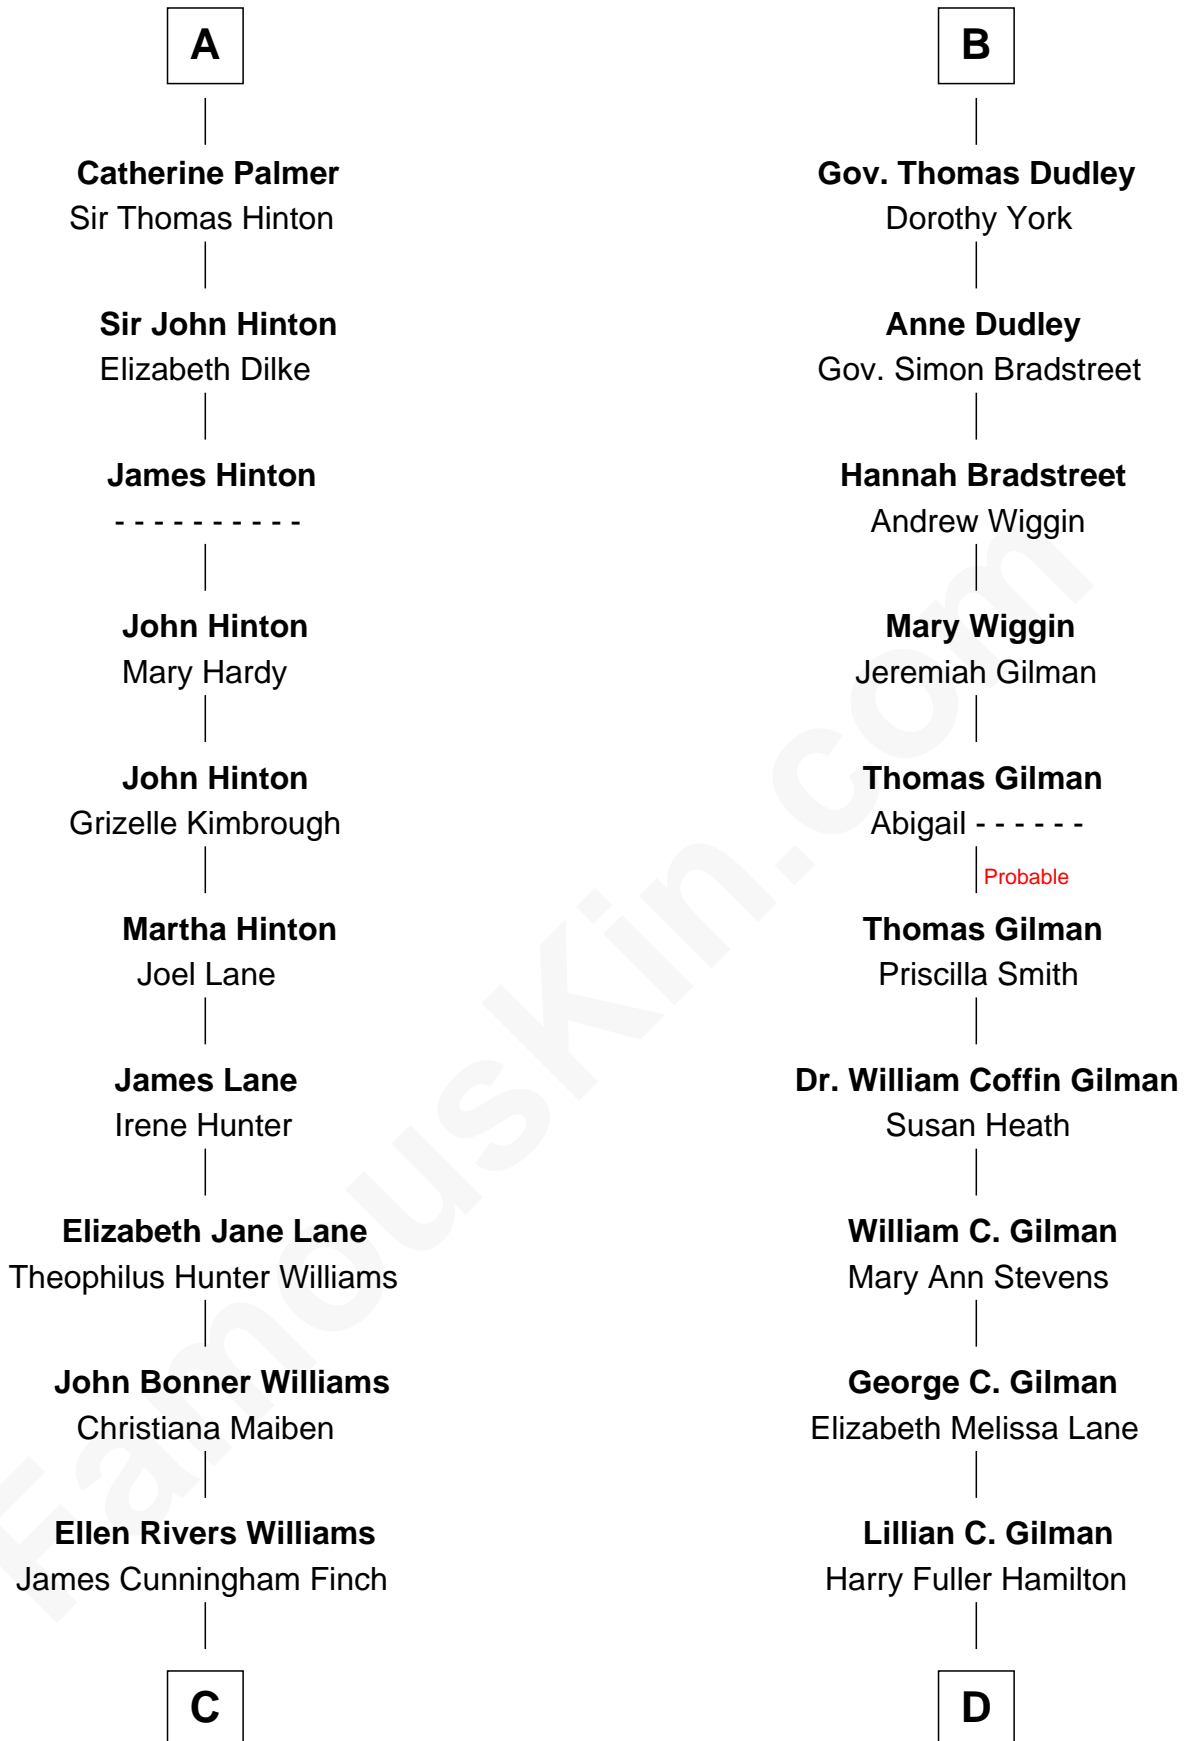 A
Catherine Palmer
Sir Thomas Hinton
Sir John Hinton
Elizabeth Dilke
James Hinton
- - - - - - - - - -
John Hinton
Mary Hardy
John Hinton
Grizelle Kimbrough
Martha Hinton
Joel Lane
James Lane
Irene Hunter
Elizabeth Jane Lane
Theophilus Hunter Williams
John Bonner Williams
Christiana Maiben
Ellen Rivers Williams
James Cunningham Finch
C
B
Gov. Thomas Dudley
Dorothy York
Anne Dudley
Gov. Simon Bradstreet
Hannah Bradstreet
Andrew Wiggin
Mary Wiggin
Jeremiah Gilman
Thomas Gilman
Abigail - - - - - -
Probable
Thomas Gilman
Priscilla Smith
Dr. William Coffin Gilman
Susan Heath
William C. Gilman
Mary Ann Stevens
George C. Gilman
Elizabeth Melissa Lane
Lillian C. Gilman
Harry Fuller Hamilton
D
FamousKin.com